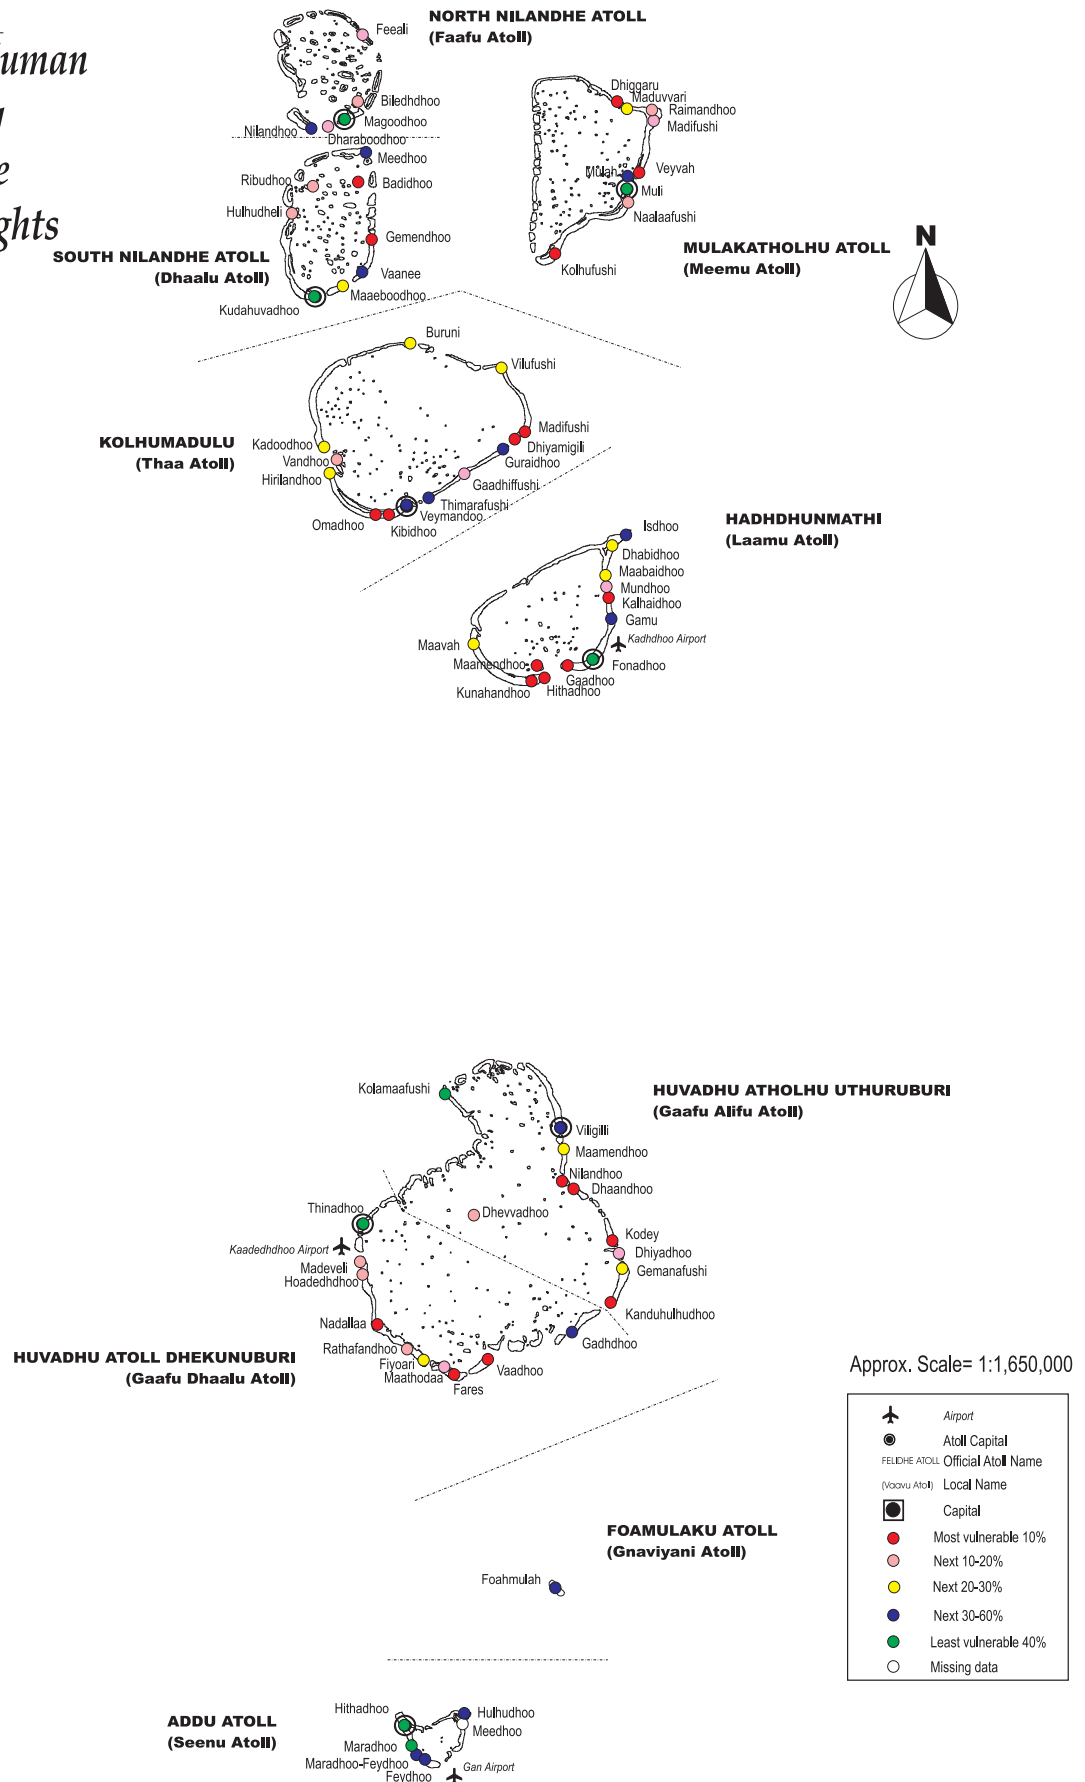 uman
e
ghts
NORTH NILANDHE ATOLL
(Faafu Atoll)
Feeali
Biledhdhoo
Magoodhoo
Nilandhoo
Dharaboodhoo
Meedhoo
Ribudhoo
Badidhoo
Hulhudheli
Gemendhoo
SOUTH NILANDHE ATOLL
(Dhaalu Atoll)
Vaanee
Maaeboodhoo
Kudahuvadhoo
Dhiggaru
Maduvvari
Raimandhoo
Madifushi
Mulah
Veyvah
Muli
Naalaafushi
Kolhufushi
MULAKATHOLHU ATOLL
(Meemu Atoll)
N
Buruni
Vilufushi
KOLHUMADULU
(Thaa Atoll)
Kadoodhoo
Vandhoo
Hirilandhoo
Madifushi
Dhiyamigili
Guraidhoo
Gaadhiffushi
Thimarafushi
Veymandoo
Omadhoo
Kibidhoo
HADHDHUNMATHI
(Laamu Atoll)
Isdhoo
Dhabidhoo
Maabaidhoo
Mundhoo
Kalhaidhoo
Gamu
Kadhdhoo Airport
Maavah
Maamendhoo
Fonadhoo
Gaadhoo
Kunahandhoo
Hithadhoo
Kolamaafushi
HUVADHU ATHOLHU UTHURUBURI
(Gaafu Alifu Atoll)
Viligilli
Maamendhoo
Nilandhoo
Dhaandhoo
Thinadhoo
Dhevvadhoo
Kodey
Kaadedhdhoo Airport
Dhiyadhoo
Madeveli
Gemanafushi
Hoadedhdhoo
Kanduhulhudhoo
Nadallaa
Gadhdhoo
Rathafandhoo
Fiyoari
Maathodaa
Fares
Vaadhoo
HUVADHU ATOLL DHEKUNUBURI
(Gaafu Dhaalu Atoll)
Approx. Scale= 1:1,650,000
Airport
Atoll Capital
FELIDHE ATOLL Official Atoll Name
(Vaavu Atoll) Local Name
Capital
Most vulnerable 10%
Next 10-20%
Next 20-30%
Next 30-60%
Least vulnerable 40%
Missing data
FOAMULAKU ATOLL
(Gnaviyani Atoll)
Foahmulah
ADDU ATOLL
(Seenu Atoll)
Hithadhoo
Hulhudhoo
Meedhoo
Maradhoo
Maradhoo-Feydhoo
Feydhoo
Gan Airport